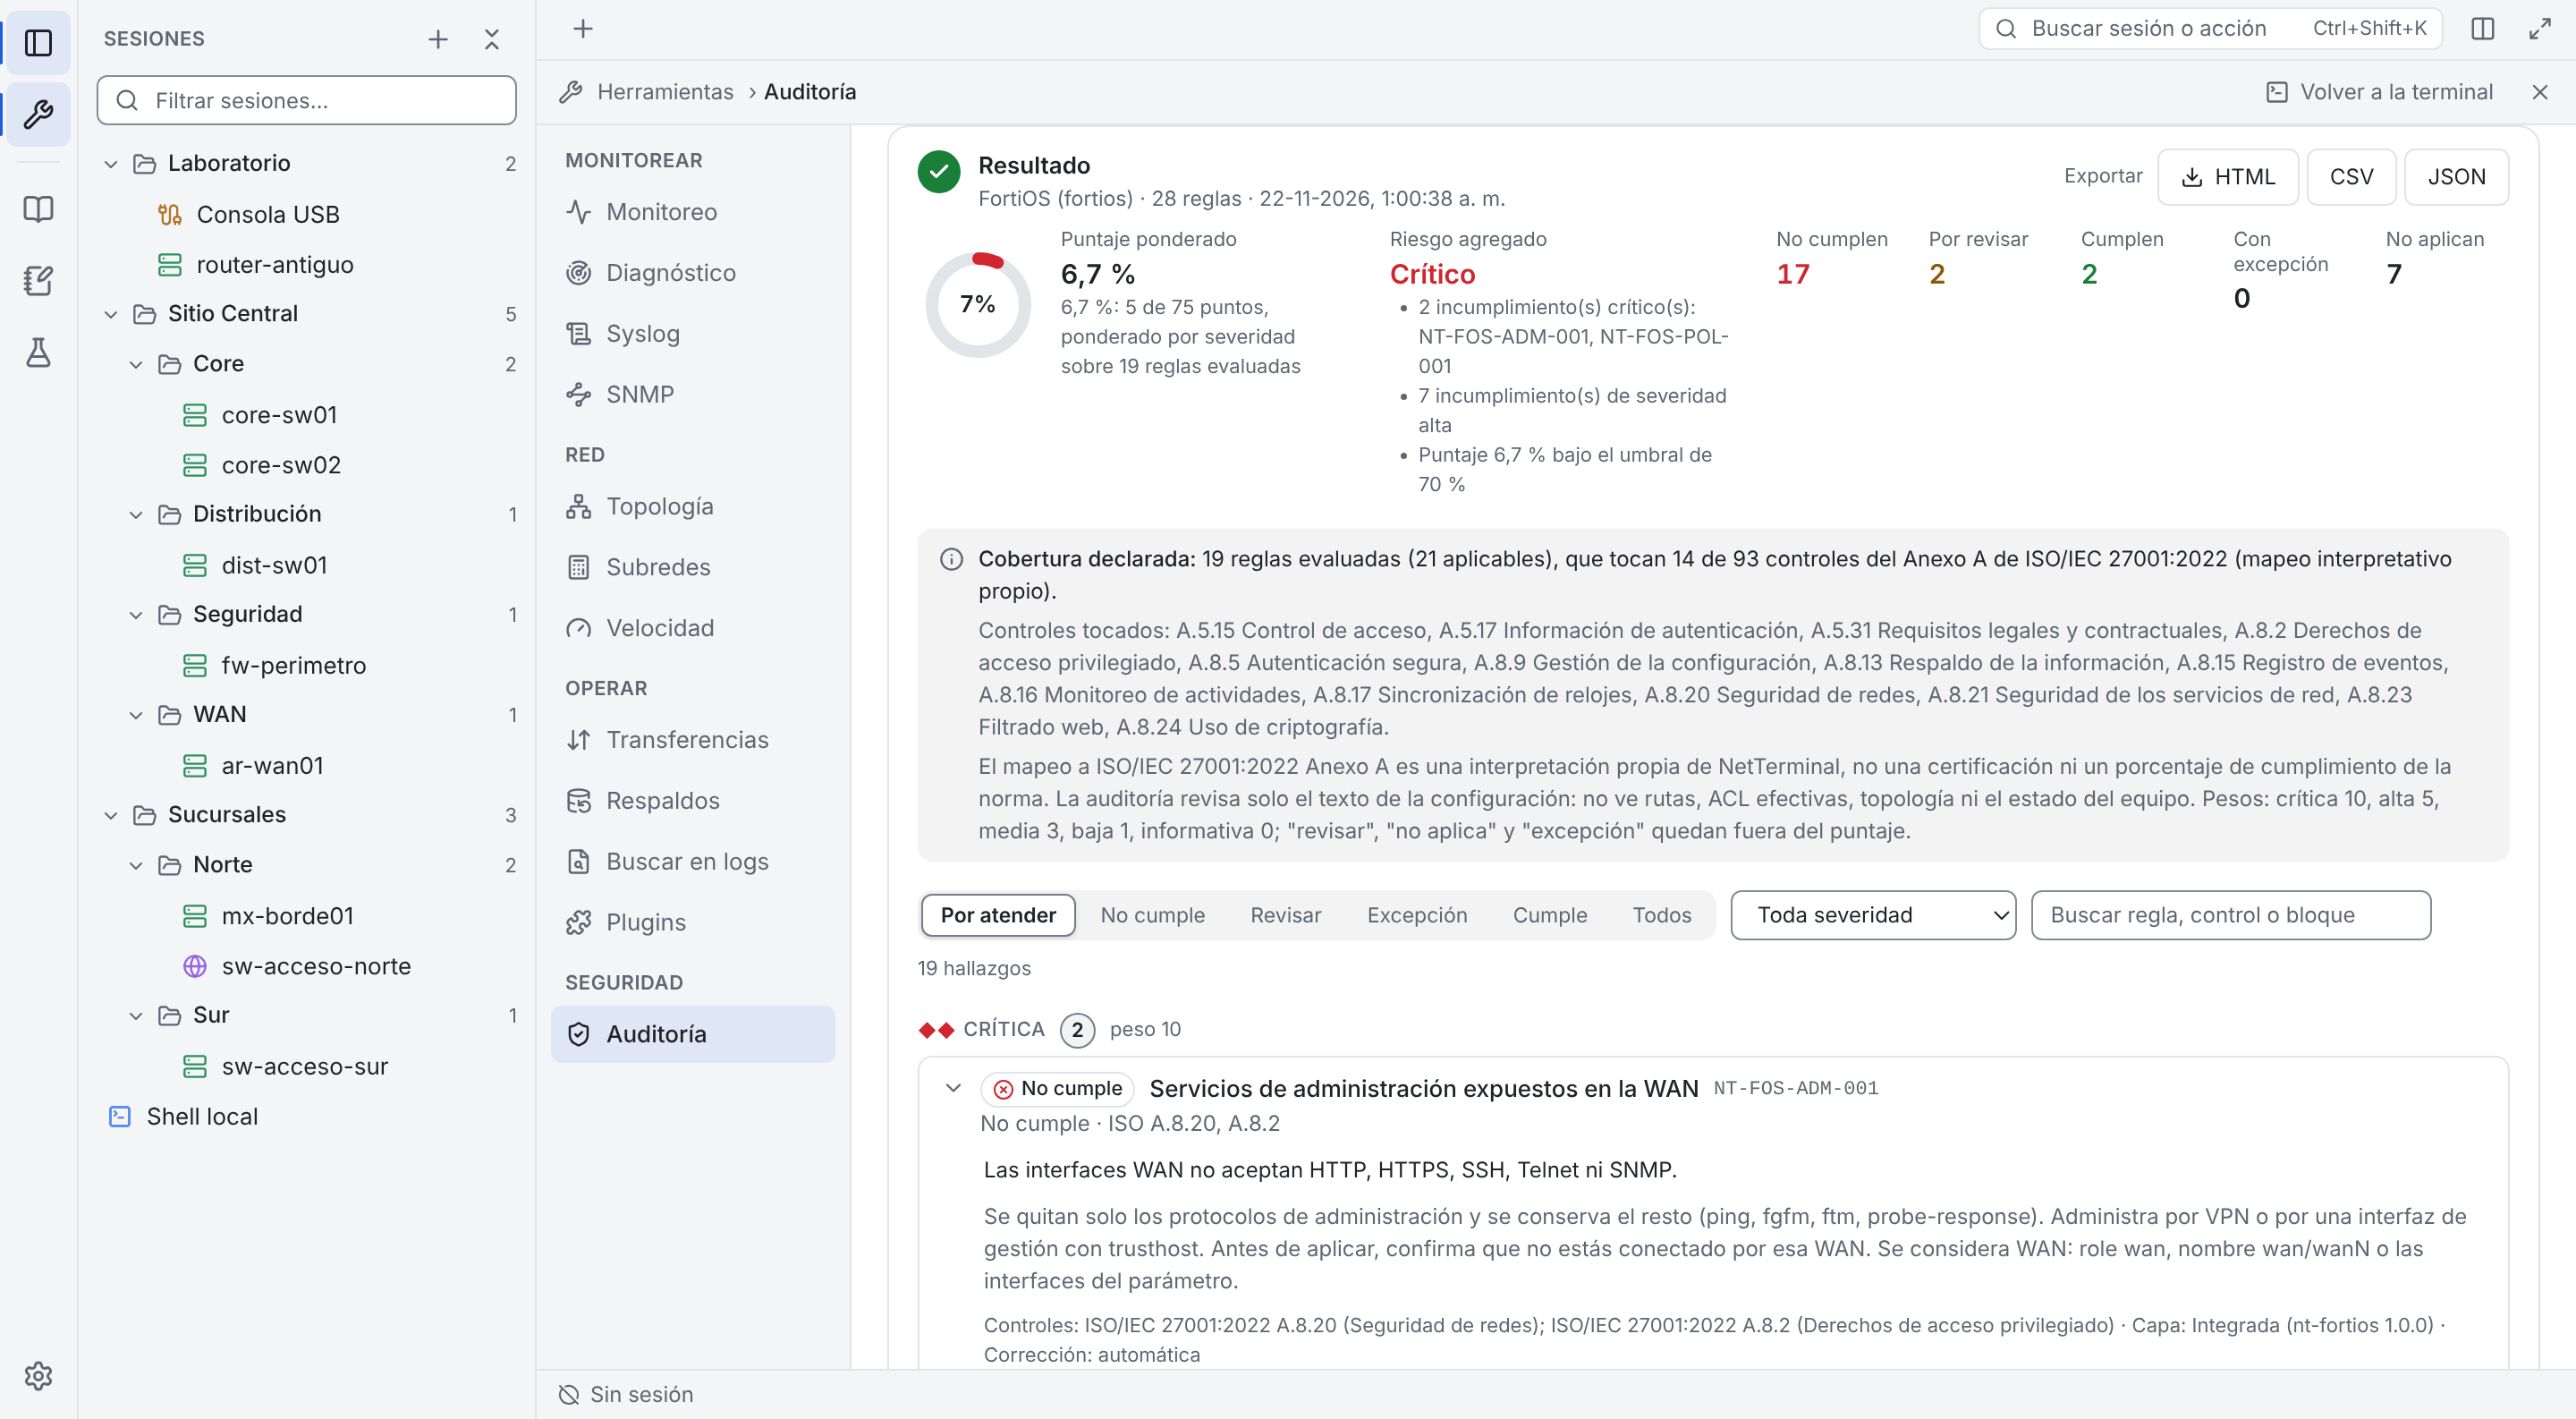 SESIONES
Buscar sesión o acción
Ctrl+Shift+K
Filtrar sesiones...
Laboratorio
2
Consola USB
router-antiguo
Sitio Central
5
Core
2
core-sw01
core-sw02
Distribución
1
dist-sw01
Seguridad
1
fw-perimetro
WAN
1
ar-wan01
Sucursales
3
Norte
2
mx-borde01
sw-acceso-norte
Sur
1
sw-acceso-sur
Shell local
Herramientas › Auditoría
Volver a la terminal
MONITOREAR
Monitoreo
Diagnóstico
Syslog
SNMP
RED
Topología
Subredes
Velocidad
OPERAR
Transferencias
Respaldos
Buscar en logs
Plugins
SEGURIDAD
Auditoría
Resultado
FortiOS (fortios) · 28 reglas · 22-11-2026, 1:00:38 a. m.
Exportar
HTML
CSV
JSON
7%
Puntaje ponderado
6,7 %
6,7 %: 5 de 75 puntos,
ponderado por severidad
sobre 19 reglas evaluadas
Riesgo agregado
Crítico
• 2 incumplimiento(s) crítico(s):
NT-FOS-ADM-001, NT-FOS-POL-
001
• 7 incumplimiento(s) de severidad
alta
• Puntaje 6,7 % bajo el umbral de
70 %
No cumplen
17
Por revisar
2
Cumplen
2
Con
excepción
0
No aplican
7
Cobertura declarada: 19 reglas evaluadas (21 aplicables), que tocan 14 de 93 controles del Anexo A de ISO/IEC 27001:2022 (mapeo interpretativo
propio).
Controles tocados: A.5.15 Control de acceso, A.5.17 Información de autenticación, A.5.31 Requisitos legales y contractuales, A.8.2 Derechos de
acceso privilegiado, A.8.5 Autenticación segura, A.8.9 Gestión de la configuración, A.8.13 Respaldo de la información, A.8.15 Registro de eventos,
A.8.16 Monitoreo de actividades, A.8.17 Sincronización de relojes, A.8.20 Seguridad de redes, A.8.21 Seguridad de los servicios de red, A.8.23
Filtrado web, A.8.24 Uso de criptografía.
El mapeo a ISO/IEC 27001:2022 Anexo A es una interpretación propia de NetTerminal, no una certificación ni un porcentaje de cumplimiento de la
norma. La auditoría revisa solo el texto de la configuración: no ve rutas, ACL efectivas, topología ni el estado del equipo. Pesos: crítica 10, alta 5,
media 3, baja 1, informativa 0; "revisar", "no aplica" y "excepción" quedan fuera del puntaje.
Por atender
No cumple
Revisar
Excepción
Cumple
Todos
Toda severidad
Buscar regla, control o bloque
19 hallazgos
CRÍTICA
2
peso 10
No cumple
Servicios de administración expuestos en la WAN
NT-FOS-ADM-001
No cumple · ISO A.8.20, A.8.2
Las interfaces WAN no aceptan HTTP, HTTPS, SSH, Telnet ni SNMP.
Se quitan solo los protocolos de administración y se conserva el resto (ping, fgfm, ftm, probe-response). Administra por VPN o por una interfaz de
gestión con trusthost. Antes de aplicar, confirma que no estás conectado por esa WAN. Se considera WAN: role wan, nombre wan/wanN o las
interfaces del parámetro.
Controles: ISO/IEC 27001:2022 A.8.20 (Seguridad de redes); ISO/IEC 27001:2022 A.8.2 (Derechos de acceso privilegiado) · Capa: Integrada (nt-fortios 1.0.0) ·
Corrección: automática
Sin sesión